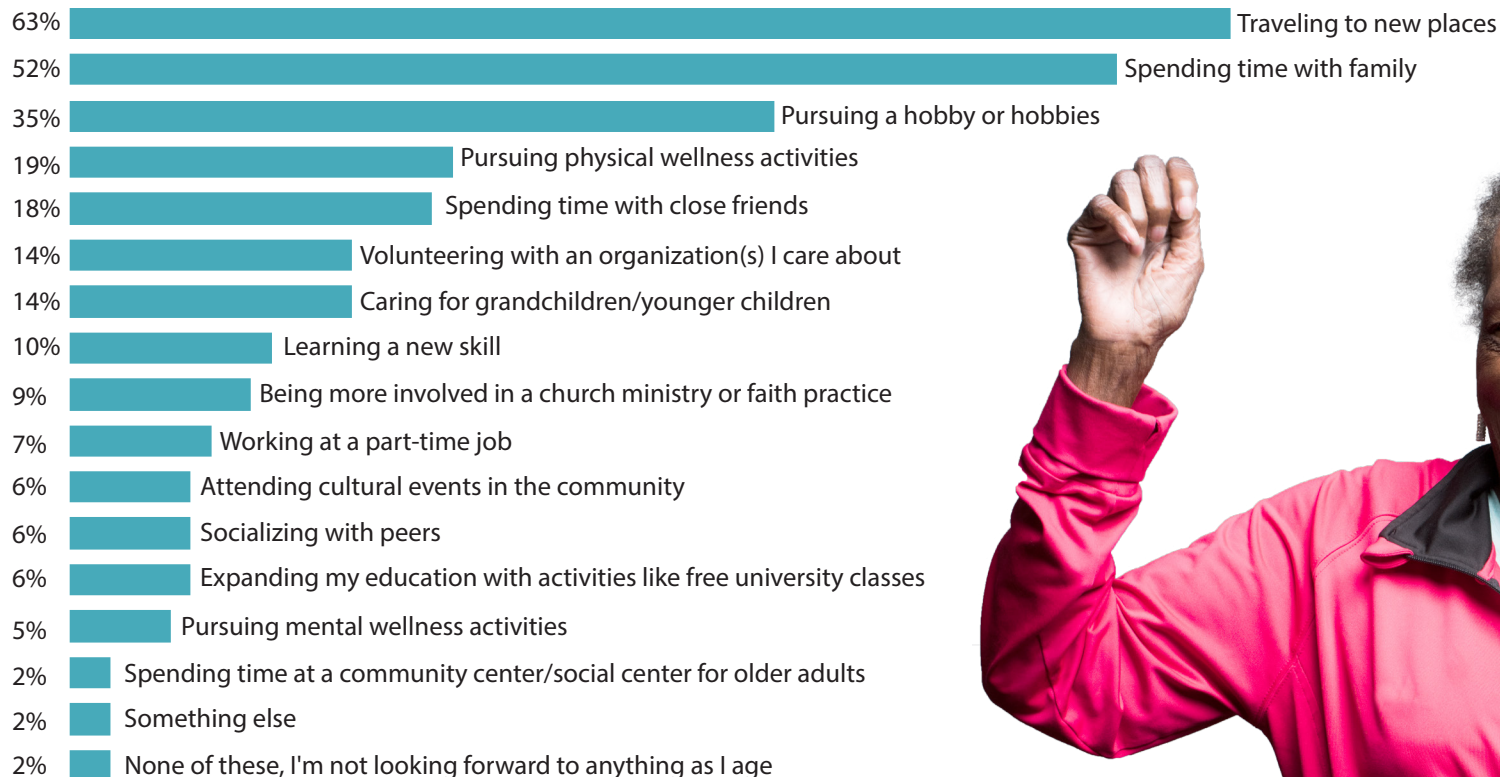 63% Traveling to new places
52% Spending time with family
35% Pursuing a hobby or hobbies
19% Pursuing physical wellness activities
18% Spending time with close friends
14% Volunteering with an organization(s) I care about
14% Caring for grandchildren/younger children
10% Learning a new skill
9% Being more involved in a church ministry or faith practice
7% Working at a part-time job
6% Attending cultural events in the community
6% Socializing with peers
6% Expanding my education with activities like free university classes
5% Pursuing mental wellness activities
2% Spending time at a community center/social center for older adults
2% Something else
2% None of these, I'm not looking forward to anything as I age